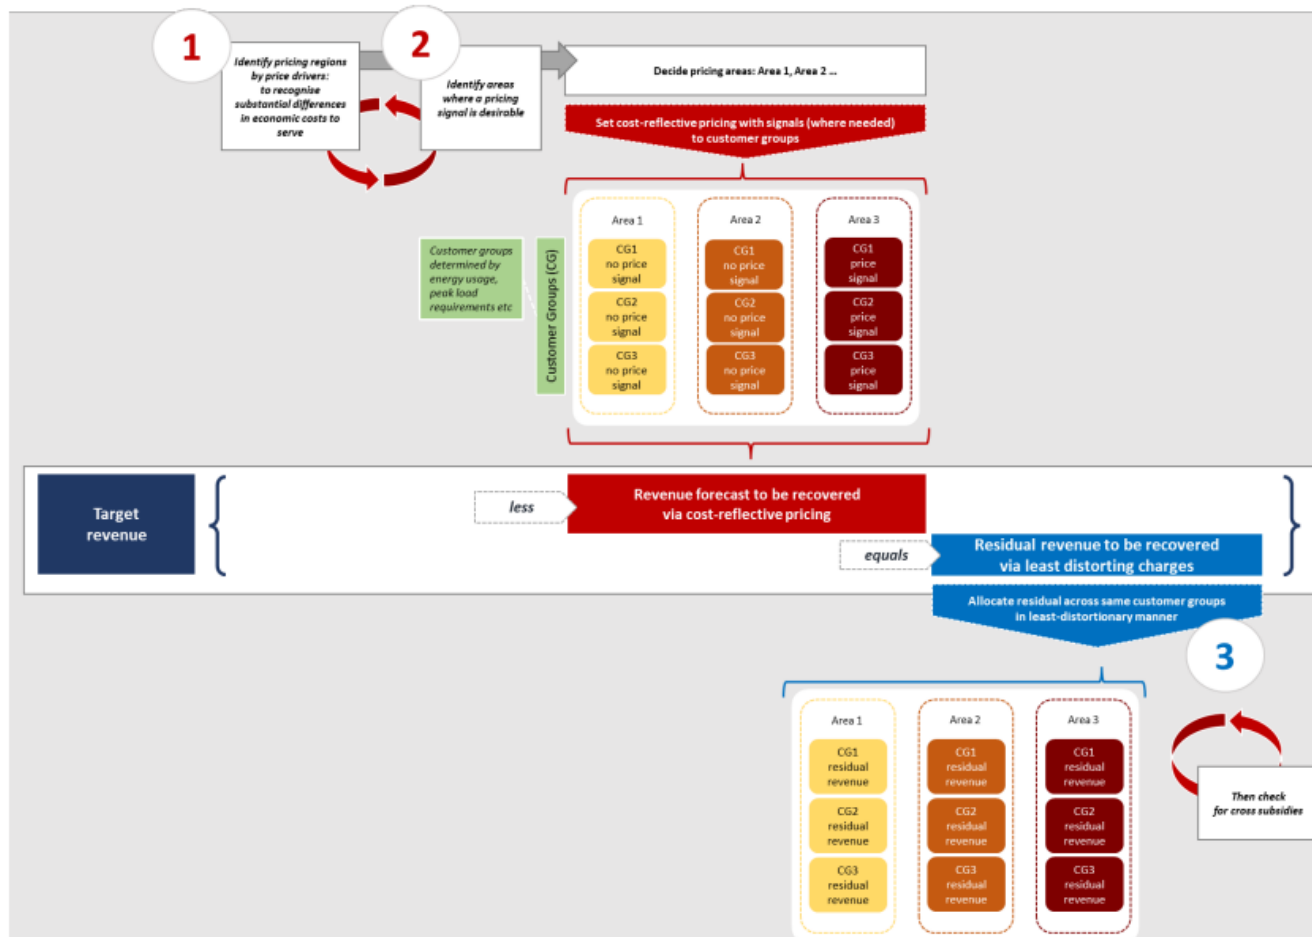 1
Identify pricing regions
by price drivers:
to recognise
substantial differences
in economic costs to
serve
2
Identify areas
where a pricing
signal is desirable
Decide pricing areas: Area 1, Area 2 ...
Set cost-reflective pricing with signals (where needed)
to customer groups
Customer groups
determined by
energy usage,
peak load
requirements etc
Customer Groups (CG)
Area 1
CG1
no price
signal
CG2
no price
signal
CG3
no price
signal
Area 2
CG1
no price
signal
CG2
no price
signal
CG3
no price
signal
Area 3
CG1
price
signal
CG2
price
signal
CG3
price
signal
Target
revenue
less
Revenue forecast to be recovered
via cost-reflective pricing
equals
Residual revenue to be recovered
via least distorting charges
Allocate residual across same customer groups
in least-distortionary manner
3
Area 1
CG1
residual
revenue
CG2
residual
revenue
CG3
residual
revenue
Area 2
CG1
residual
revenue
CG2
residual
revenue
CG3
residual
revenue
Area 3
CG1
residual
revenue
CG2
residual
revenue
CG3
residual
revenue
Then check
for cross subsidies